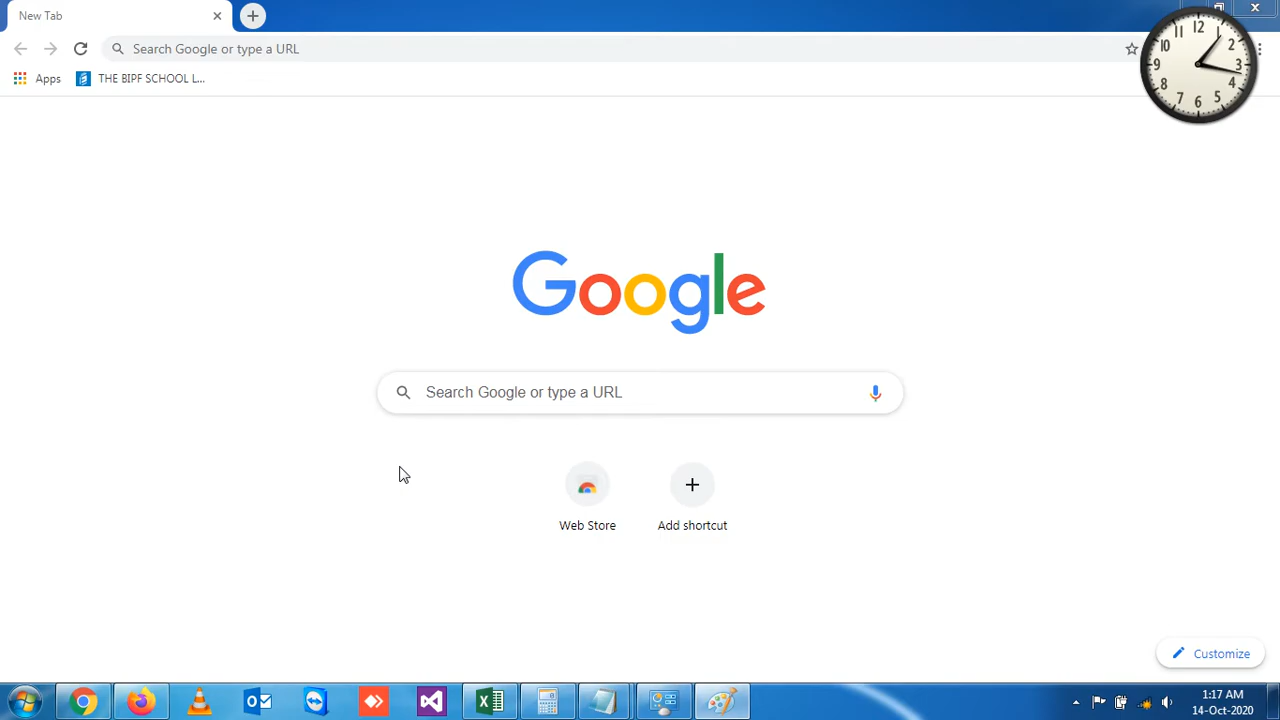 New Tab
Search Google or type a URL
Apps
THE BIPF SCHOOL L...
12
11
1
10
2
9
3
8
4
7
5
6
Google
Search Google or type a URL
Web Store
Add shortcut
Customize
1:17 AM
14-Oct-2020